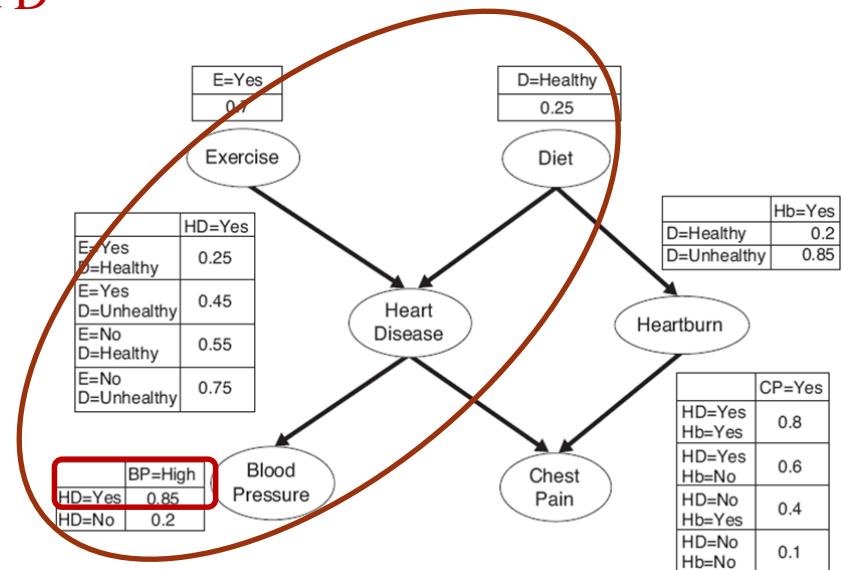 D
E=Yes
0.7
D=Healthy
0.25
Exercise
Diet
HD=Yes
E=Yes
D=Healthy
0.25
E=Yes
D=Unhealthy
0.45
E=No
D=Healthy
0.55
E=No
D=Unhealthy
0.75
Hb=Yes
D=Healthy 0.2
D=Unhealthy 0.85
Heart
Disease
Heartburn
CP=Yes
HD=Yes
Hb=Yes
0.8
HD=Yes
Hb=No
0.6
HD=No
Hb=Yes
0.4
HD=No
Hb=No
0.1
BP=High
HD=Yes 0.85
HD=No 0.2
Blood
Pressure
Chest
Pain